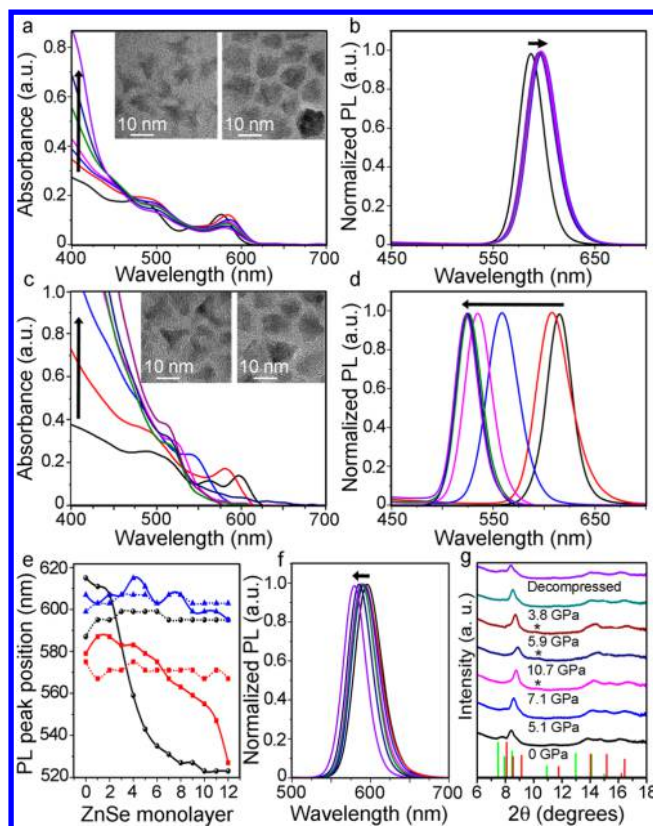 a
0.8
0.6
0.4
0.2
0
Absorbance (a.u.)
10 nm
10 nm
400 500 600 700
Wavelength (nm)
b
1.0
0.8
0.6
0.4
0.2
0
Normalized PL (a.u.)
450 550 650
Wavelength (nm)
c
1.0
0.8
0.6
0.4
0.2
0
Absorbance (a.u.)
10 nm
10 nm
400 500 600 700
Wavelength (nm)
d
1.0
0.8
0.6
0.4
0.2
0
Normalized PL (a.u.)
450 550 650
Wavelength (nm)
e
620
600
580
560
540
520
PL peak position (nm)
0 2 4 6 8 10 12
ZnSe monolayer
f
1.0
0.8
0.6
0.4
0.2
0
Normalized PL (a.u.)
500 600 700
Wavelength (nm)
g
Intensity (a. u.)
Decompressed
3.8 GPa
*
5.9 GPa
*
10.7 GPa
*
7.1 GPa
5.1 GPa
0 GPa
6 8 10 12 14 16 18
2θ (degrees)